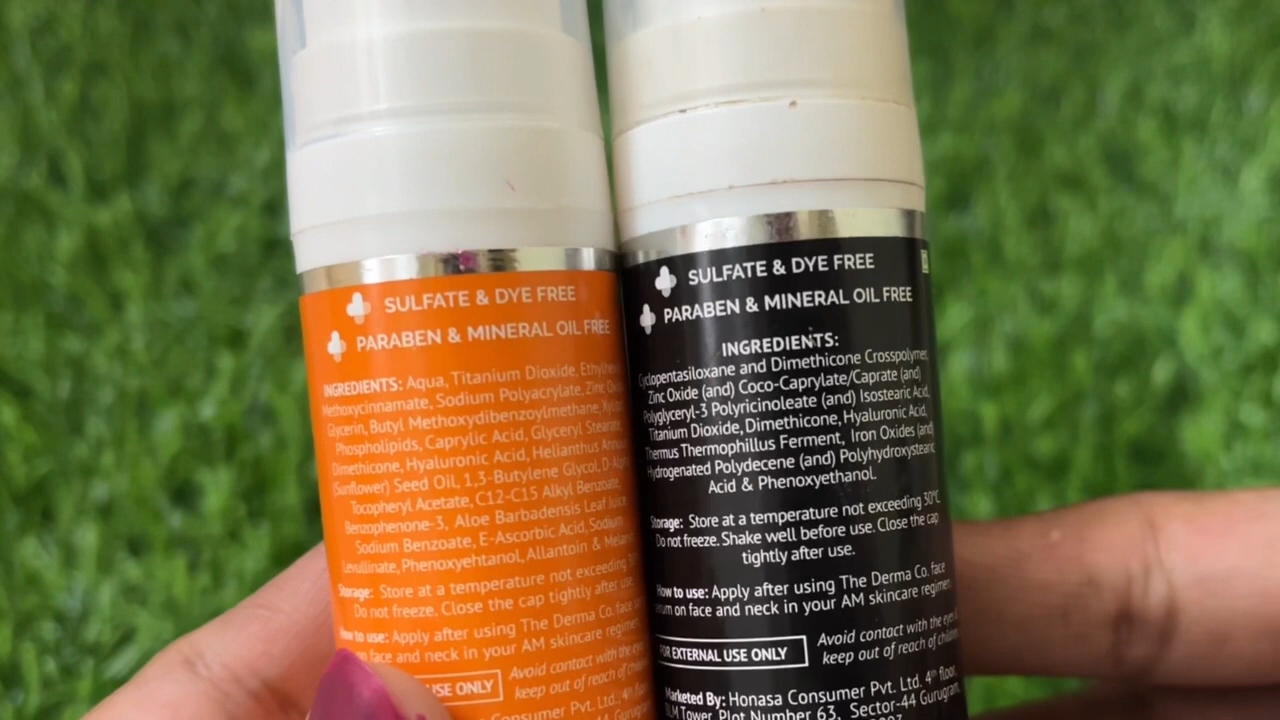 SULFATE & DYE FREE
PARABEN & MINERAL OIL FREE
INGREDIENTS: Aqua, Titanium Dioxide,
Methoxycinnamate, Sodium Polyacrylate, Zinc
Glycerin, Butyl Methoxydibenzoylmethane,
Phospholipids, Caprylic Acid, Glyceryl Stearate,
Dimethicone, Hyaluronic Acid, Helianthus
(Sunflower) Seed Oil, 1,3-Butylene Glycol,
Tocopheryl Acetate, C12-C15 Alkyl Benzoate,
Benzophenone-3, Aloe Barbadensis Leaf Juice,
Sodium Benzoate, E-Ascorbic Acid, Sodium
Levullinate, Phenoxyehtanol, Allantoin &
Storage: Store at a temperature not exceeding
Do not freeze. Close the cap tightly after use.
How to use: Apply after using The Derma Co. face
on face and neck in your AM skincare regimen.
USE ONLY
Avoid contact with the eyes
keep out of reach of
Consumer Pvt. Ltd. 4th
Sector-44
SULFATE & DYE FREE
PARABEN & MINERAL OIL FREE
INGREDIENTS:
Cyclopentasiloxane and Dimethicone Crosspolymer,
Zinc Oxide (and) Coco-Caprylate/Caprate (and)
Polyglyceryl-3 Polyricinoleate (and) Isostearic Acid,
Titanium Dioxide, Dimethicone, Hyaluronic Acid,
Thermus Thermophillus Ferment, Iron Oxides (and)
Hydrogenated Polydecene (and) Polyhydroxystearic
Acid & Phenoxyethanol.
Storage: Store at a temperature not exceeding 30°C
Do not freeze. Shake well before use. Close the cap
tightly after use.
How to use: Apply after using The Derma Co. face
serum on face and neck in your AM skincare regimen.
FOR EXTERNAL USE ONLY
Avoid contact with the eyes
keep out of reach of children
Marketed By: Honasa Consumer Pvt. Ltd. 4th floor,
Tower, Plot Number 63, Sector-44 Gurugram,